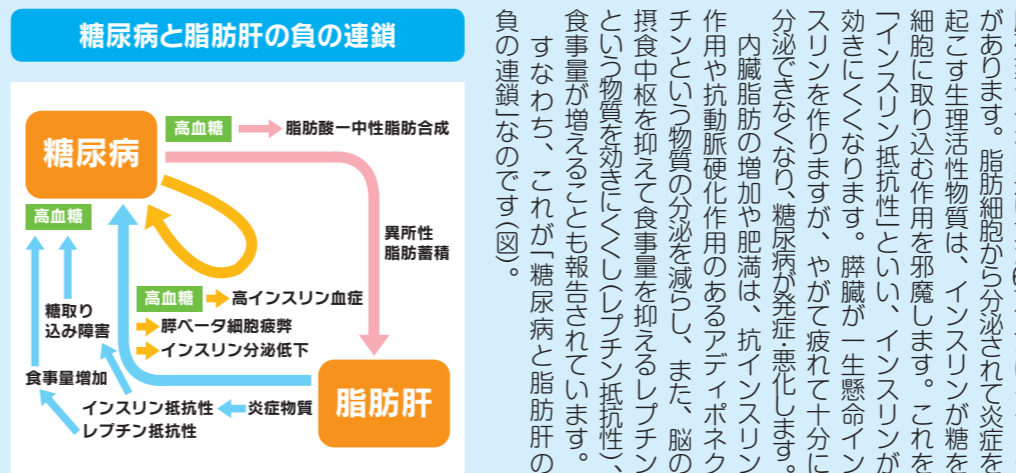 糖尿病と脂肪肝の負の連鎖
糖尿病
高血糖
脂肪酸ー中性脂肪合成
異所性
脂肪蓄積
高血糖
糖取り
込み障害
高血糖
高インスリン血症
膵ベータ細胞疲弊
インスリン分泌低下
食事量増加
インスリン抵抗性
炎症物質
レプチン抵抗性
脂肪肝
があります。脂肪細胞から分泌されて炎症を
起こす生理活性物質は、インスリンが糖を
細胞に取り込む作用を邪魔します。これを
「インスリン抵抗性」といい、インスリンが
効きにくくなります。膵臓が一生懸命イン
スリンを作りますが、やがて疲れて十分に
分泌できなくなり、糖尿病が発症・悪化します。
内臓脂肪の増加や肥満は、抗インスリン
作用や抗動脈硬化作用のあるアディポネク
チンという物質の分泌を減らし、また、脳の
摂食中枢を抑えて食事量を抑えるレプチン
という物質を効きにくくし(レプチン抵抗性)、
食事量が増えることも報告されています。
すなわち、これが「糖尿病と脂肪肝の
負の連鎖」なのです(図)。